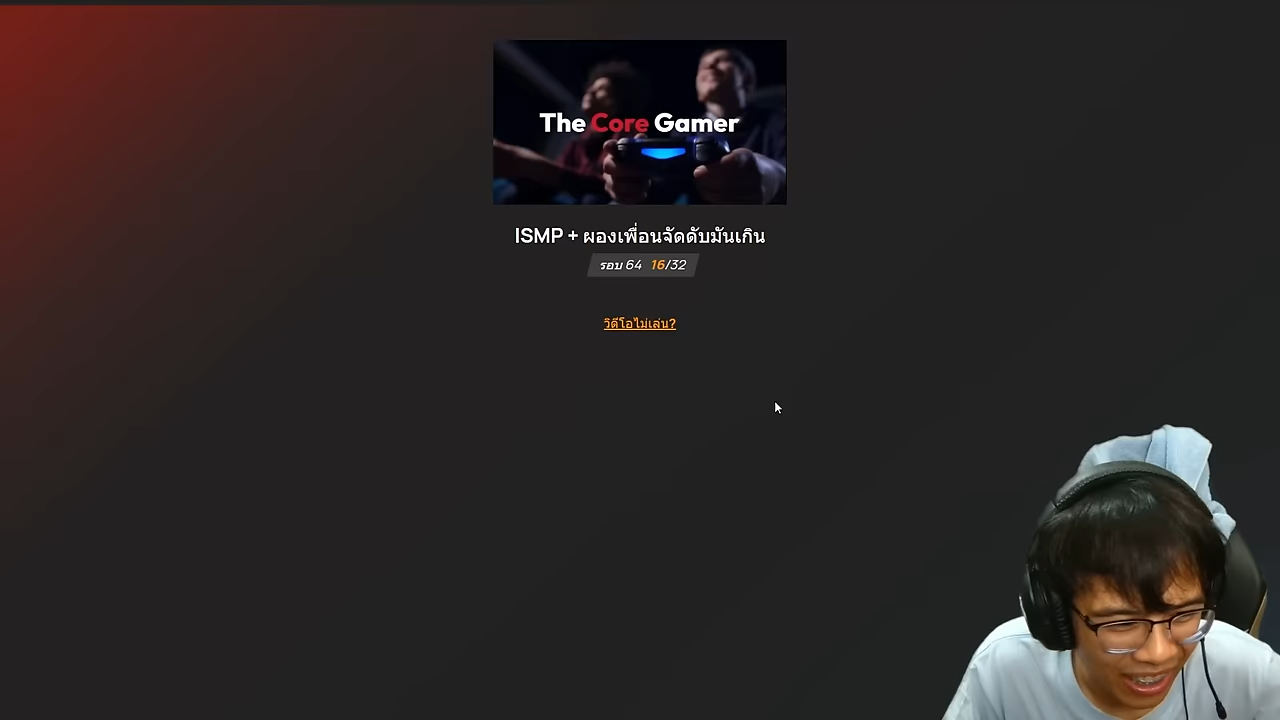 The Core Gamer
ISMP + ผองเพื่อนจัดดับมันเกิน
รอบ 64 16/32
วิดีโอไม่เล่น?